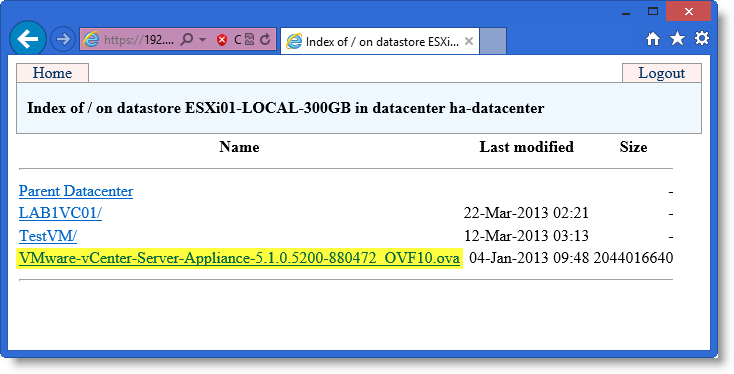 https://192....
Index of / on datastore ESXi...
Home
Logout
Index of / on datastore ESXi01-LOCAL-300GB in datacenter ha-datacenter
Name Last modified Size
Parent Datacenter -
LAB1VC01/ 22-Mar-2013 02:21 -
TestVM/ 12-Mar-2013 03:13 -
VMware-vCenter-Server-Appliance-5.1.0.5200-880472_OVF10.ova 04-Jan-2013 09:48 2044016640